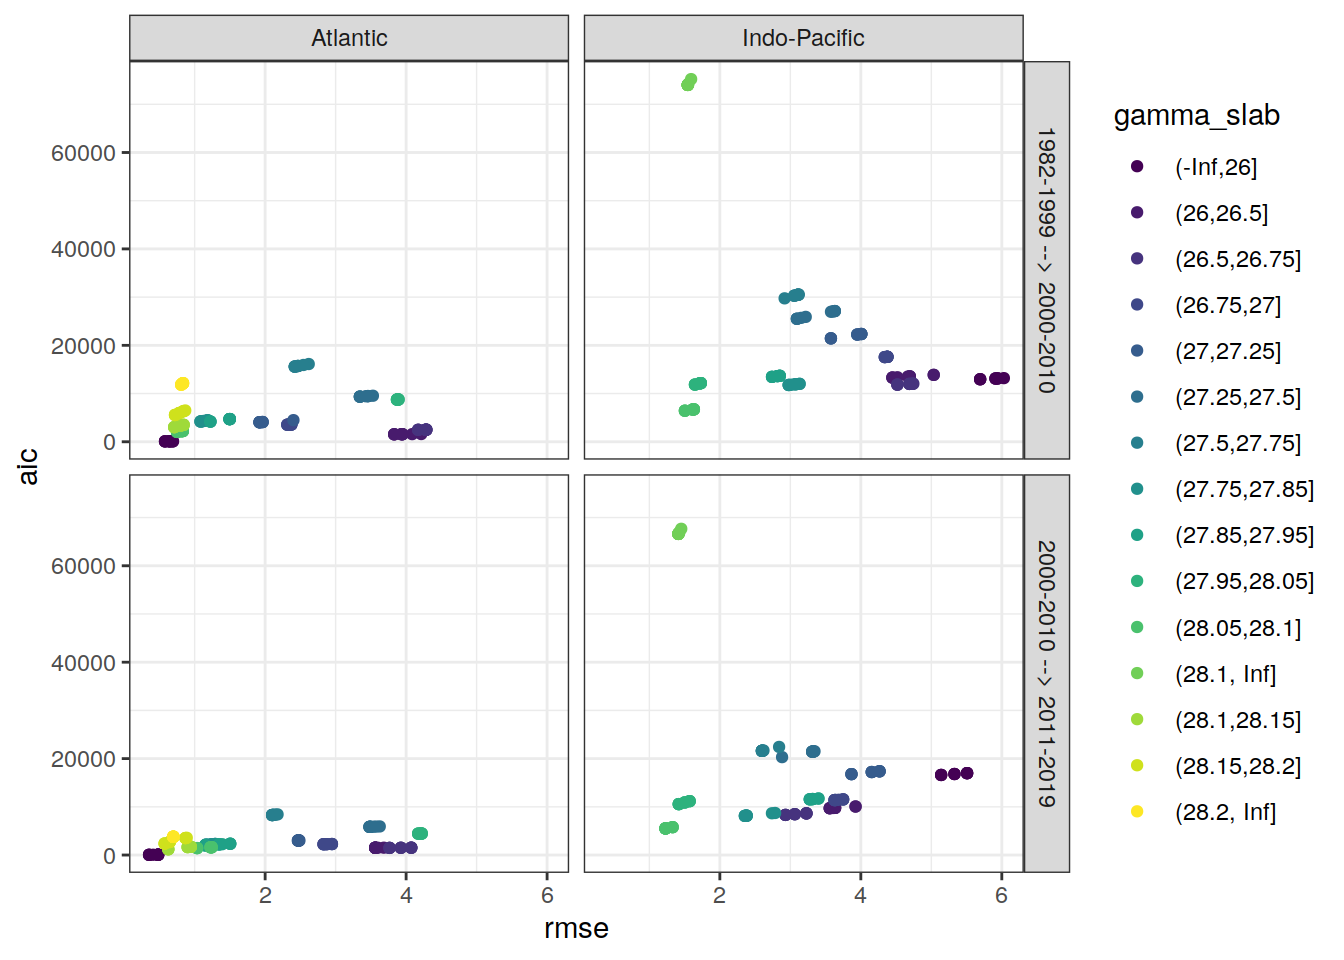 Atlantic
Indo-Pacific
60000
40000
20000
0
1982-1999 --> 2000-2010
60000
40000
20000
0
2000-2010 --> 2011-2019
2
4
6
2
4
6
rmse
aic
gamma_slab
(-Inf,26]
(26,26.5]
(26.5,26.75]
(26.75,27]
(27,27.25]
(27.25,27.5]
(27.5,27.75]
(27.75,27.85]
(27.85,27.95]
(27.95,28.05]
(28.05,28.1]
(28.1, Inf]
(28.1,28.15]
(28.15,28.2]
(28.2, Inf]